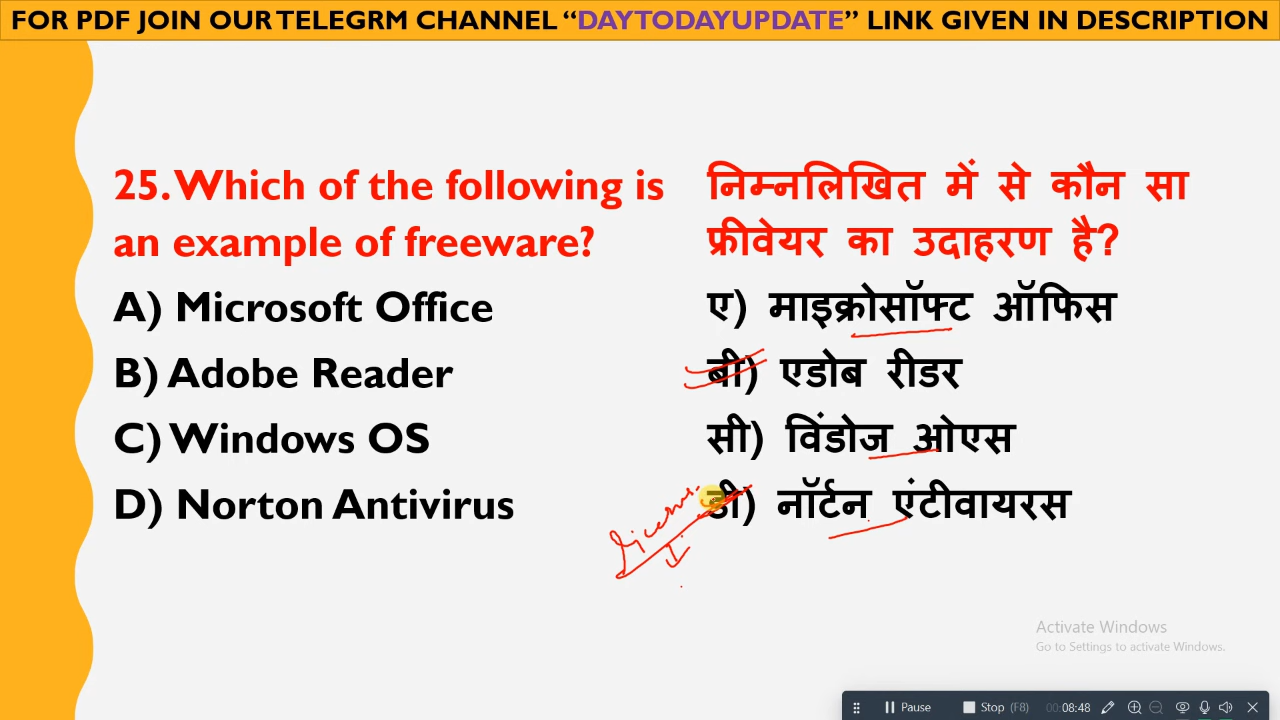 FOR PDF JOIN OUR TELEGRM CHANNEL “DAYTODAYUPDATE” LINK GIVEN IN DESCRIPTION
25. Which of the following is
an example of freeware?
A) Microsoft Office
B) Adobe Reader
C) Windows OS
D) Norton Antivirus
निम्नलिखित में से कौन सा
फ्रीवेयर का उदाहरण है?
ए) माइक्रोसॉफ्ट ऑफिस
बी) एडोब रीडर
सी) विंडोज ओएस
डी) नॉर्टन एंटीवायरस
Activate Windows
Go to Settings to activate Windows.
Pause
Stop (F8)
00:08:48